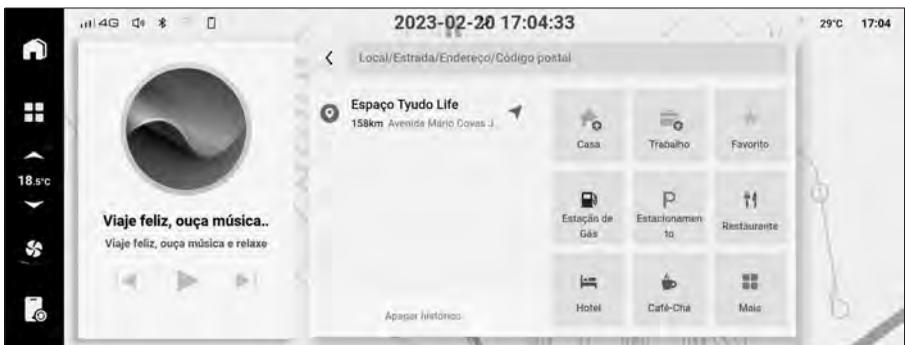 4G
2023-02-20 17:04:33
29°C 17:04
Local/Estrada/Endereço/Código postal
Espaço Tyudo Life
158km Avenida Mário Covas J.
Casa
Trabalho
Favorito
18.5°C
Estação de
Gás
Estacionamen
to
Restaurante
Viaje feliz, ouça música..
Viaje feliz, ouça música e relaxe
Hotel
Café-Chá
Mais
Apagar histórico